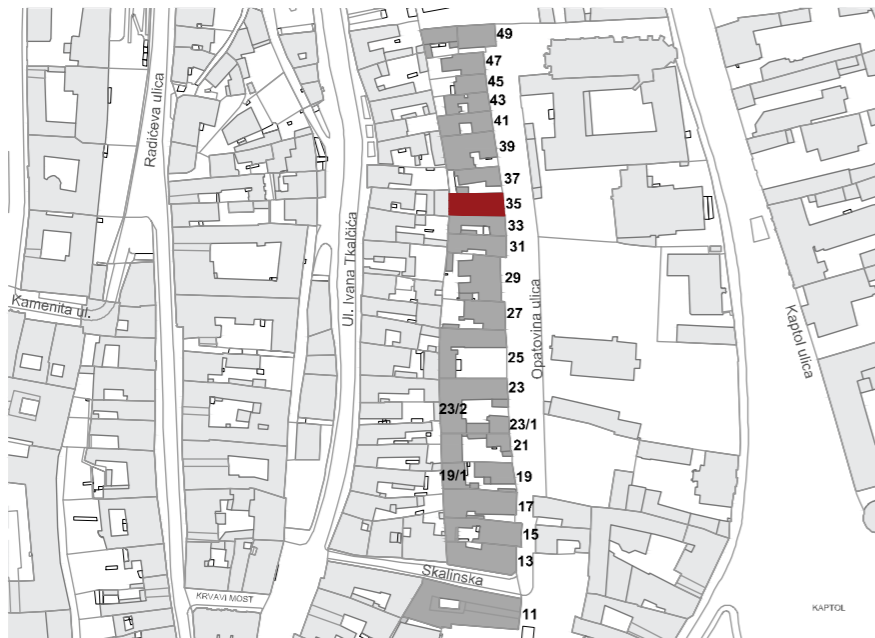 49
47
45
43
41
39
37
35
33
31
29
27
25
23
23/2
23/1
21
19/1
19
17
15
13
11
Radićeva ulica
Kamenita ul.
Ul. Ivana Tkalčića
Opatovina ulica
Kaptol ulica
Skalinska
KRVAVI MOST
KAPTOL